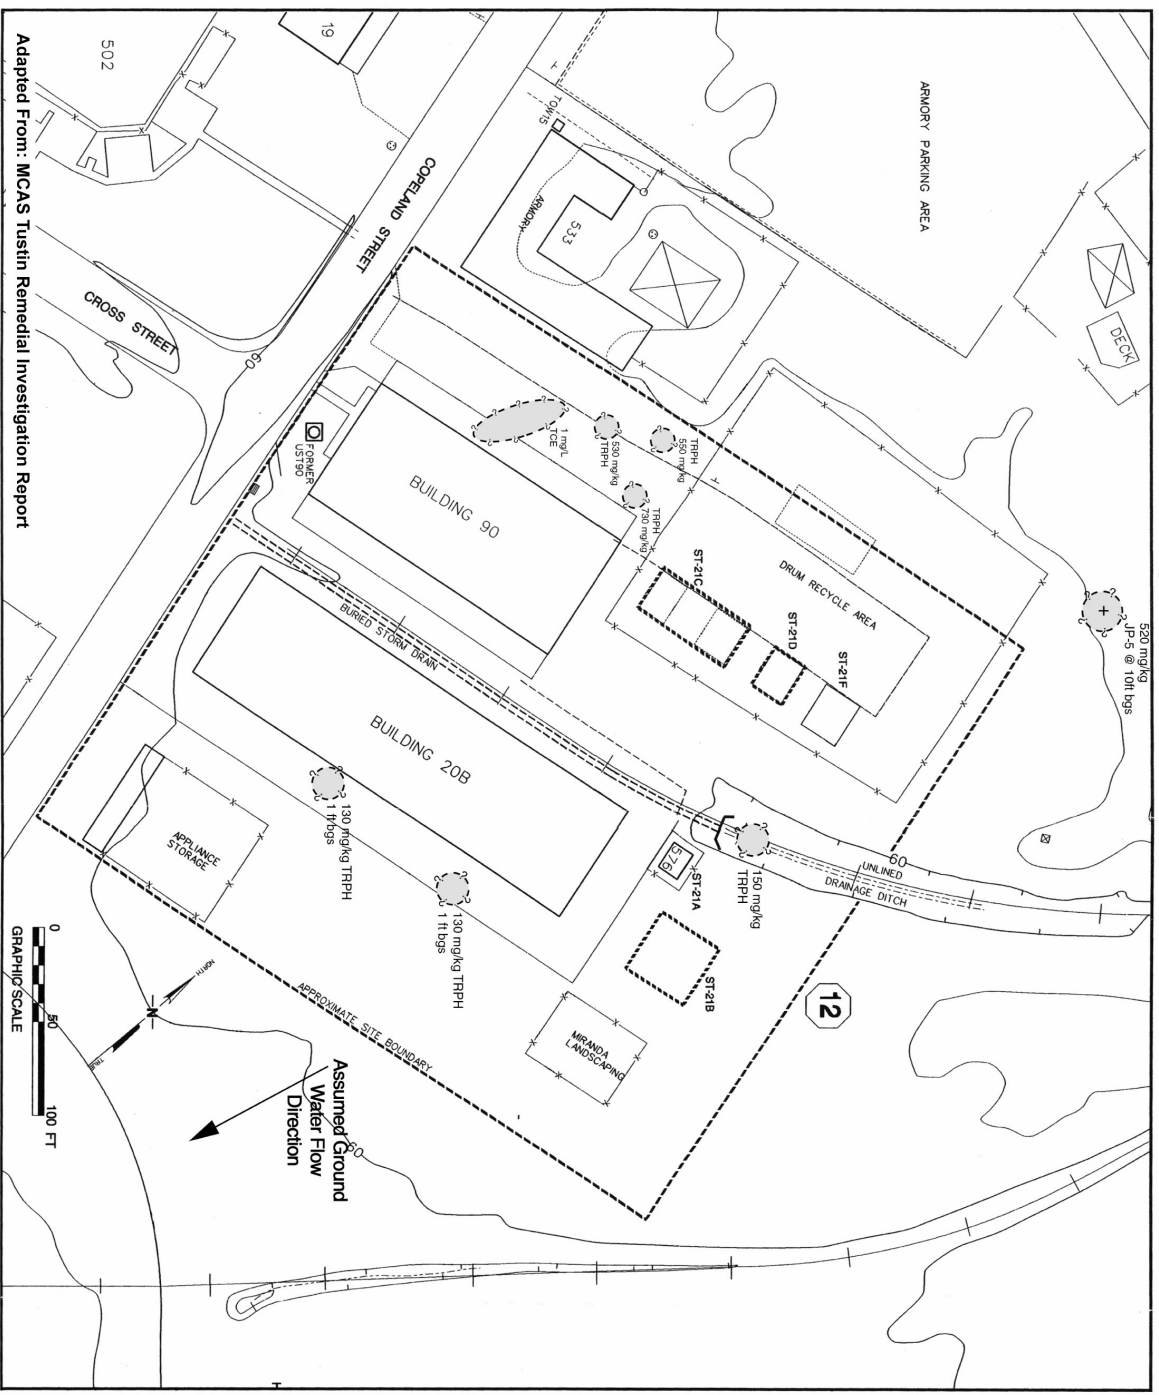 ARMORY PARKING AREA
DECK
19
502
TOW15
ARMORY
533
COPELAND STREET
CROSS STREET
60
FORMER
UST90
BUILDING 90
1 mg/L
TCE
530 mg/kg
TRPH
TRPH
550 mg/kg
TRPH
730 mg/kg
DRUM RECYCLE AREA
ST-21C
ST-21D
ST-21F
520 mg/kg
JP-5 @ 10ft bgs
BURIED STORM DRAIN
BUILDING 20B
130 mg/kg TRPH
1 ft bgs
130 mg/kg TRPH
1 ft bgs
APPLIANCE
STORAGE
576
ST-21A
ST-21B
150 mg/kg
TRPH
60
UNLINED
DRAINAGE DITCH
12
MIRANDA
LANDSCAPING
APPROXIMATE SITE BOUNDARY
NORTH
N
TRUE
Assumed Ground
Water Flow
Direction
60
0 50 100 FT
GRAPHIC SCALE
Adapted From: MCAS Tustin Remedial Investigation Report